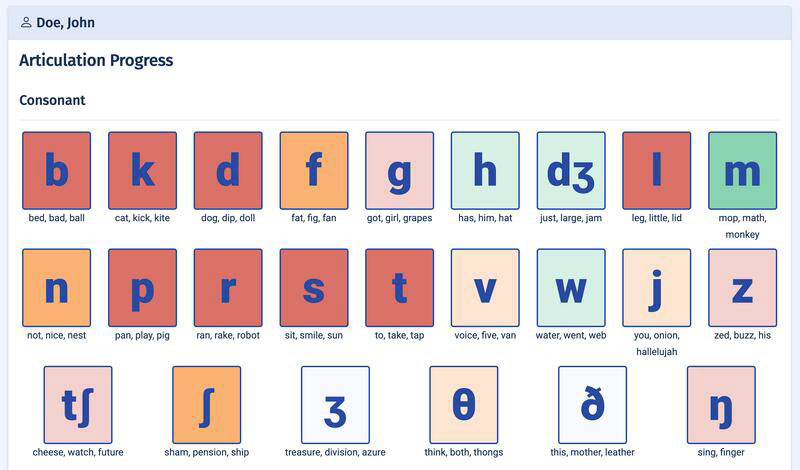 Doe, John
Articulation Progress
Consonant
b k d f g h dʒ l m
bed, bad, ball cat, kick, kite dog, dip, doll fat, fig, fan got, girl, grapes has, him, hat just, large, jam leg, little, lid mop, math, monkey
n p r s t v w j z
not, nice, nest pan, play, pig ran, rake, robot sit, smile, sun to, take, tap voice, five, van water, went, web you, onion, hallelujah zed, buzz, his
tʃ ʃ ʒ θ ð ŋ
cheese, watch, future sham, pension, ship treasure, division, azure think, both, thongs this, mother, leather sing, finger